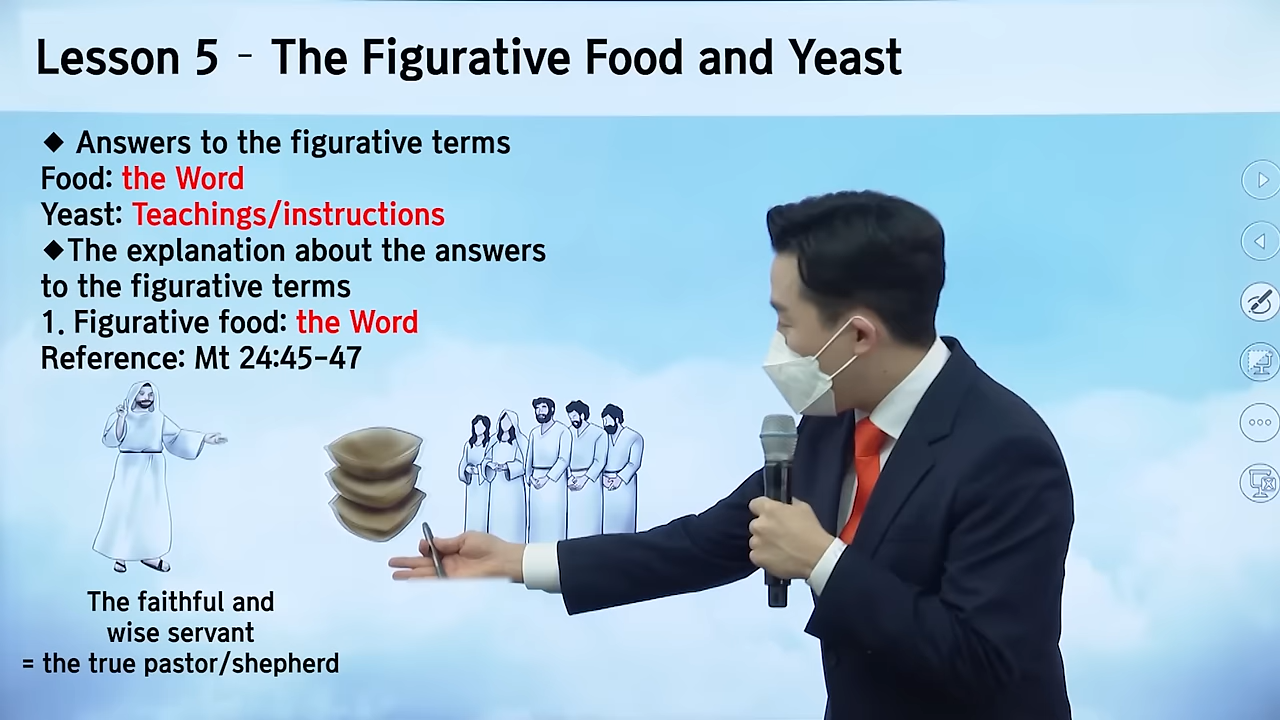 Lesson 5 - The Figurative Food and Yeast
◆ Answers to the figurative terms
Food: the Word
Yeast: Teachings/instructions
◆The explanation about the answers
to the figurative terms
1. Figurative food: the Word
Reference: Mt 24:45-47
The faithful and
wise servant
= the true pastor/shepherd